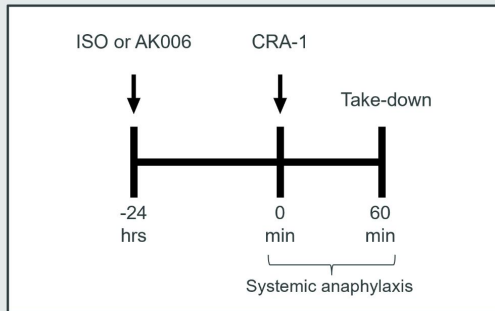 ISO or AK006
CRA-1
Take-down
-24
hrs
0
min
60
min
Systemic anaphylaxis